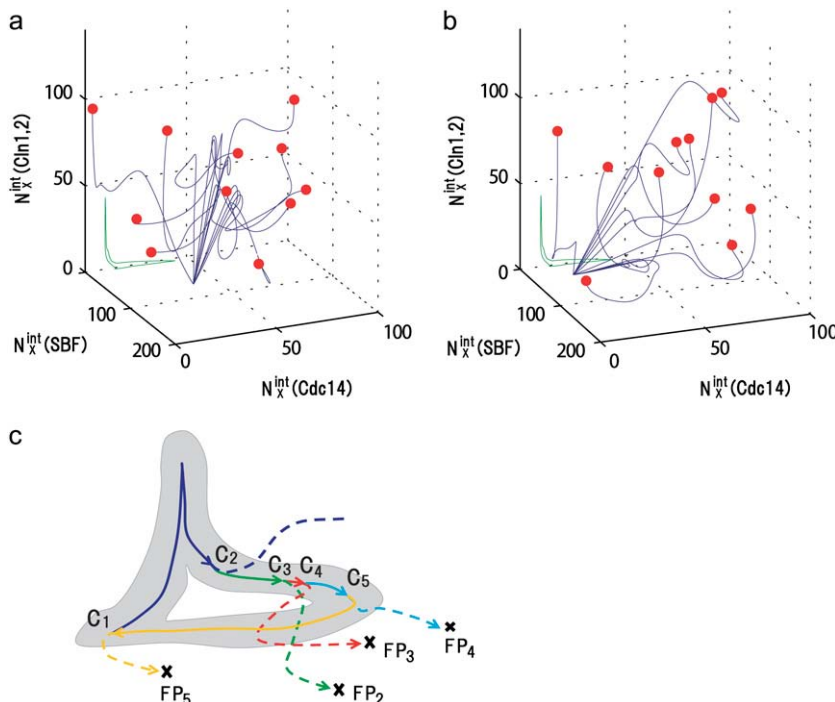 a
b
100
50
0
100
200
0
50
100
N_X^int(Cln1,2)
N_X^int(SBF)
N_X^int(Cdc14)
100
50
0
100
200
0
50
100
N_X^int(Cln1,2)
N_X^int(SBF)
N_X^int(Cdc14)
c
C2
C3
C4
C5
C1
FP4
FP3
FP5
FP2